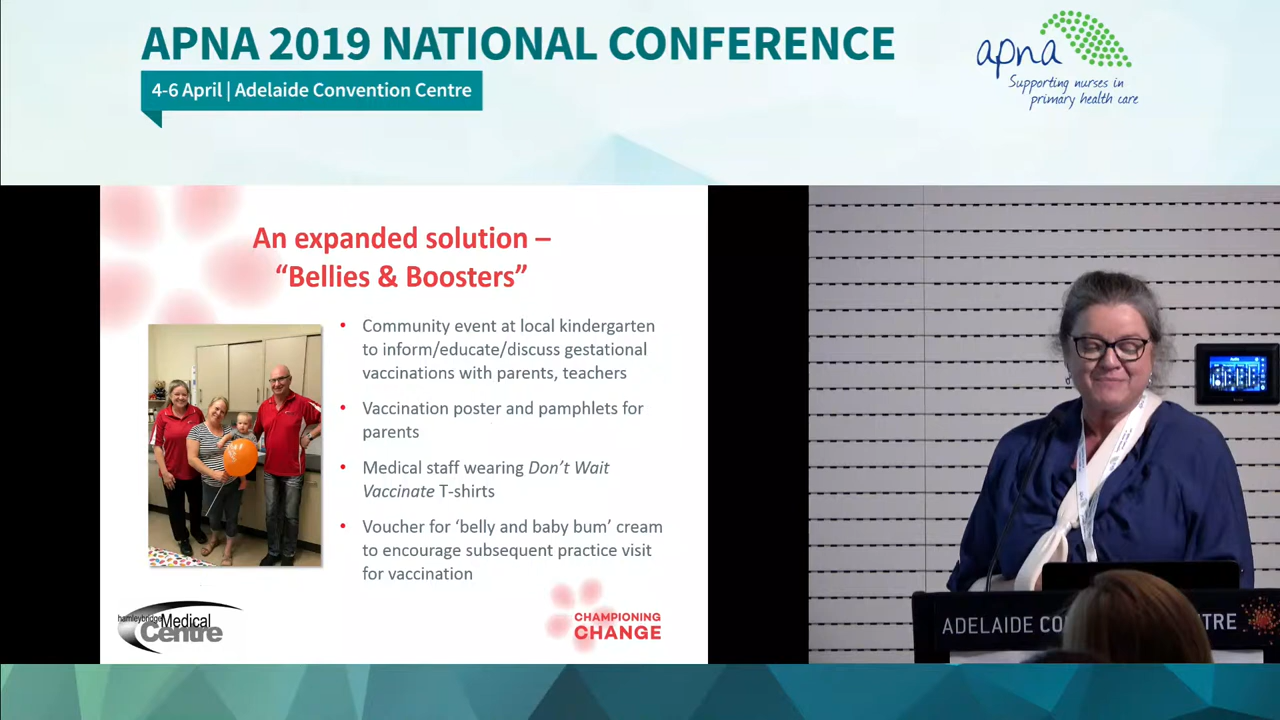 APNA 2019 NATIONAL CONFERENCE
4-6 April | Adelaide Convention Centre
apna
Supporting nurses in
primary health care
An expanded solution –
“Bellies & Boosters”
• Community event at local kindergarten
to inform/educate/discuss gestational
vaccinations with parents, teachers
• Vaccination poster and pamphlets for
parents
• Medical staff wearing Don’t Wait
Vaccinate T-shirts
• Voucher for ‘belly and baby bum’ cream
to encourage subsequent practice visit
for vaccination
hamleybridge Medical
Centre
CHAMPIONING
CHANGE
ADELAIDE CO TRE